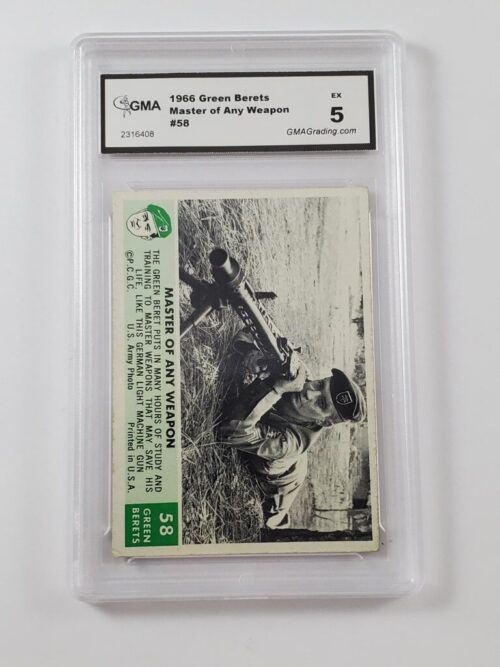 GMA
2316408
1966 Green Berets
Master of Any Weapon
#58
EX
5
GMAGrading.com
MASTER OF ANY WEAPON
THE GREEN BERET PUTS IN MANY HOURS OF STUDY AND
TRAINING TO MASTER WEAPONS THAT MAY SAVE HIS
LIFE, LIKE THIS GERMAN LIGHT MACHINE GUN
©P.C.G.C. U.S. Army Photo Printed in U.S.A.
58
GREEN
BERETS